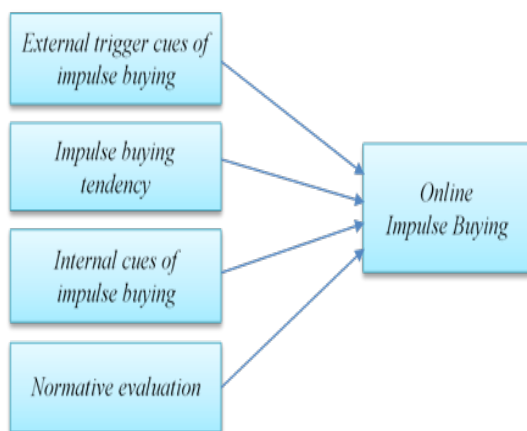 External trigger cues of
impulse buying
Impulse buying
tendency
Internal cues of
impulse buying
Normative evaluation
Online
Impulse Buying